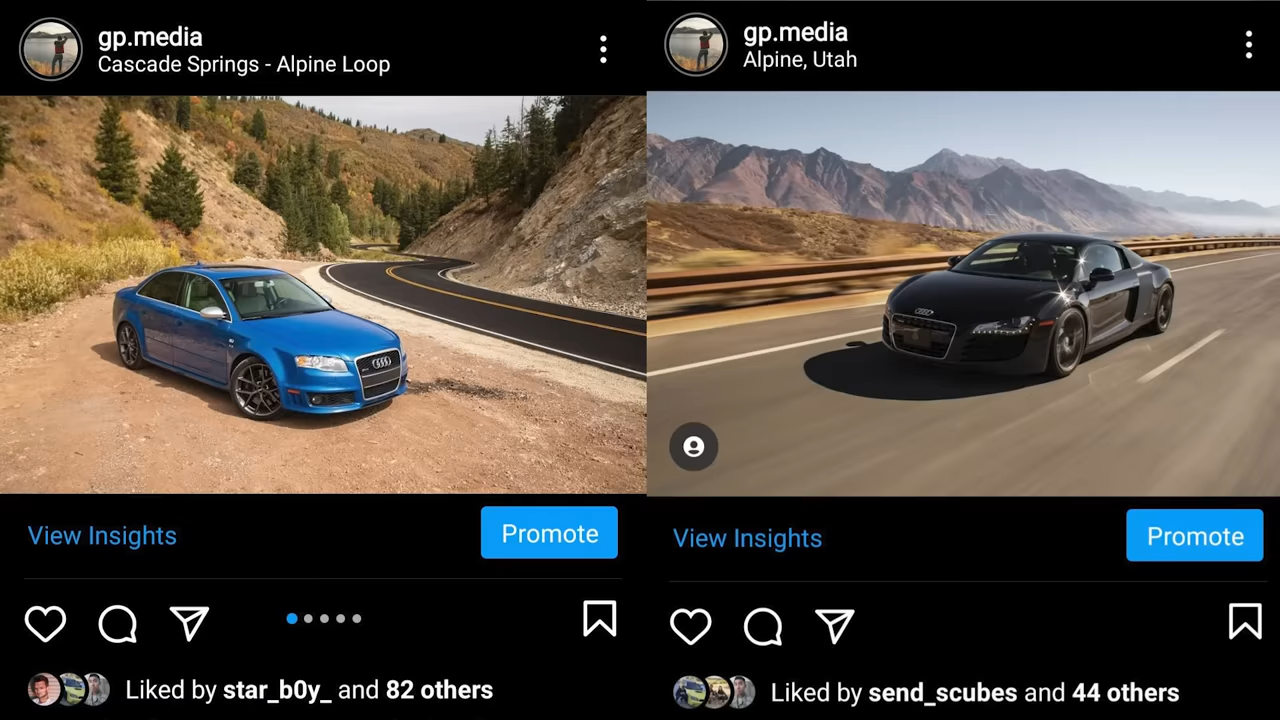 gp.media
Cascade Springs - Alpine Loop
View Insights
Promote
Liked by star_b0y_ and 82 others
gp.media
Alpine, Utah
View Insights
Promote
Liked by send_scubes and 44 others